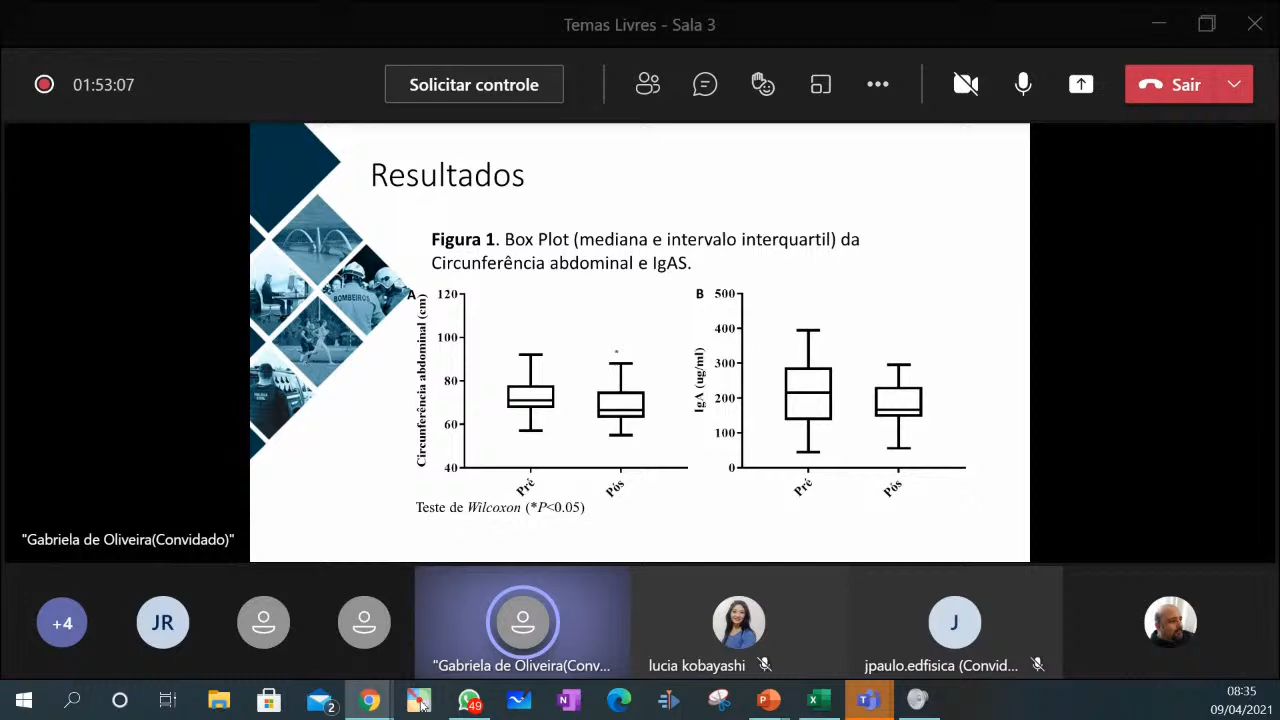 Temas Livres - Sala 3
01:53:07
Solicitar controle
Sair
Resultados
Figura 1. Box Plot (mediana e intervalo interquartil) da
Circunferência abdominal e IgAS.
BOMBEIROS
A
Circunferência abdominal (cm)
120
100
80
60
40
*
Pré
Pós
B
IgA (ug/ml)
500
400
300
200
100
0
Pré
Pós
Teste de Wilcoxon (*P<0.05)
"Gabriela de Oliveira(Convidado)"
+4
JR
"Gabriela de Oliveira(Conv...
lucia kobayashi
J
jpaulo.edfisica (Convid...
2
49
08:35
09/04/2021